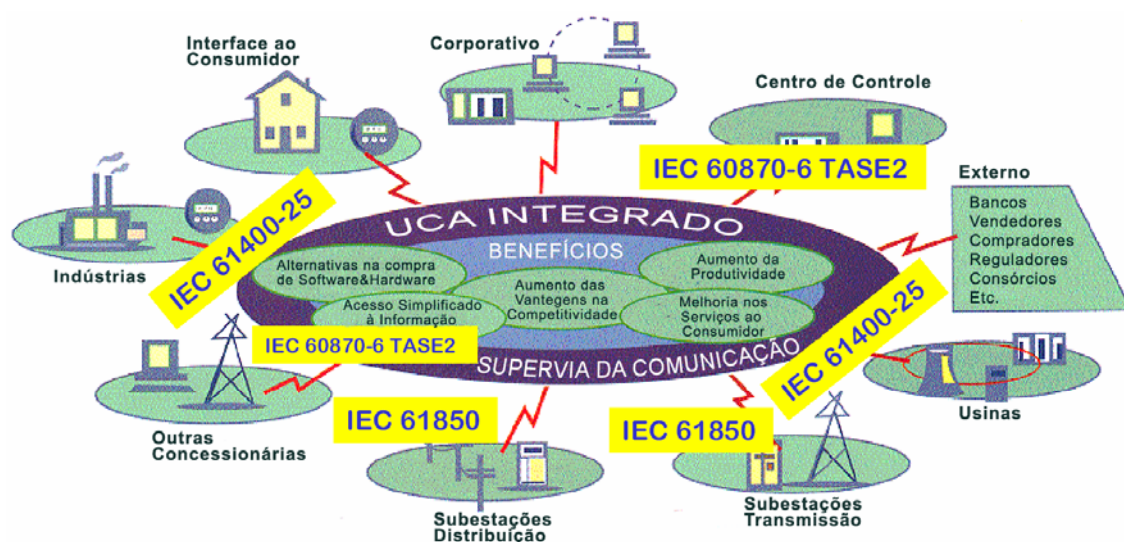 Interface ao
Consumidor
Corporativo
Centro de Controle
IEC 60870-6 TASE2
Externo
Bancos
Vendedores
Compradores
Reguladores
Consórcios
Etc.
Indústrias
IEC 61400-25
UCA INTEGRADO
BENEFÍCIOS
Alternativas na compra
de Software&Hardware
Aumento da
Produtividade
Aumento das
Vantegens na
Competitividade
Acesso Simplificado
à Informação
Melhoria nos
Serviços ao
Consumidor
IEC 60870-6 TASE2
SUPERVIA DA COMUNICAÇÃO
IEC 61400-25
Usinas
Outras
Concessionárias
IEC 61850
IEC 61850
Subestações
Distribuição
Subestações
Transmissão